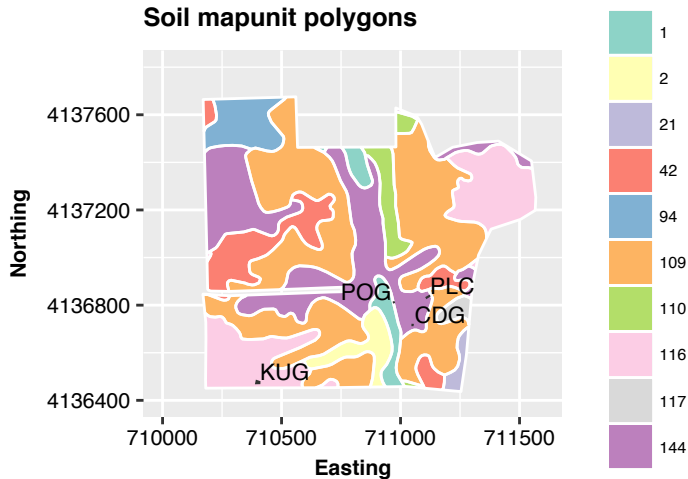 Soil mapunit polygons
4137600
4137200
4136800
4136400
Northing
710000 710500 711000 711500
Easting
POG
PLC
CDG
KUG
1
2
21
42
94
109
110
116
117
144